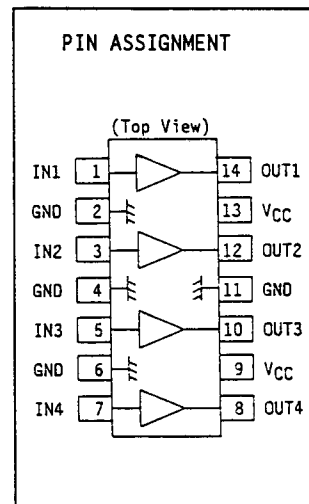 PIN ASSIGNMENT
(Top View)
IN1 1 14 OUT1
GND 2 13 VCC
IN2 3 12 OUT2
GND 4 11 GND
IN3 5 10 OUT3
GND 6 9 VCC
IN4 7 8 OUT4